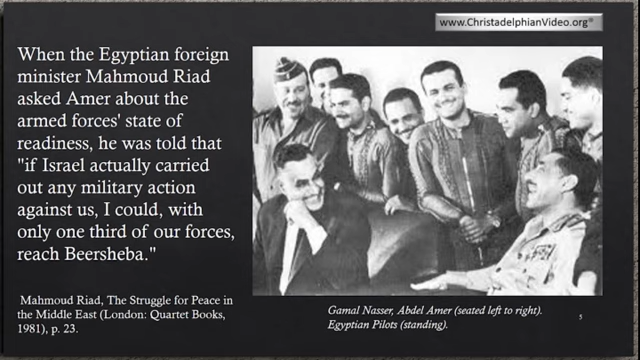 www.ChristadelphianVideo.org®
When the Egyptian foreign
minister Mahmoud Riad
asked Amer about the
armed forces' state of
readiness, he was told that
"if Israel actually carried
out any military action
against us, I could, with
only one third of our forces,
reach Beersheba."
Mahmoud Riad, The Struggle for Peace in
the Middle East (London: Quartet Books,
1981), p. 23.
Gamal Nasser, Abdel Amer (seated left to right).
Egyptian Pilots (standing).
5